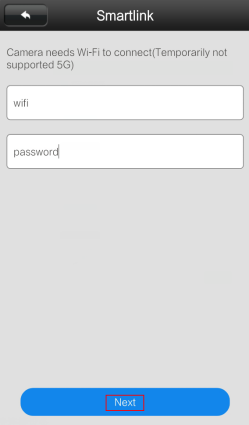 Smartlink
Camera needs Wi-Fi to connect(Temporarily not
supported 5G)
wifi
password
Next